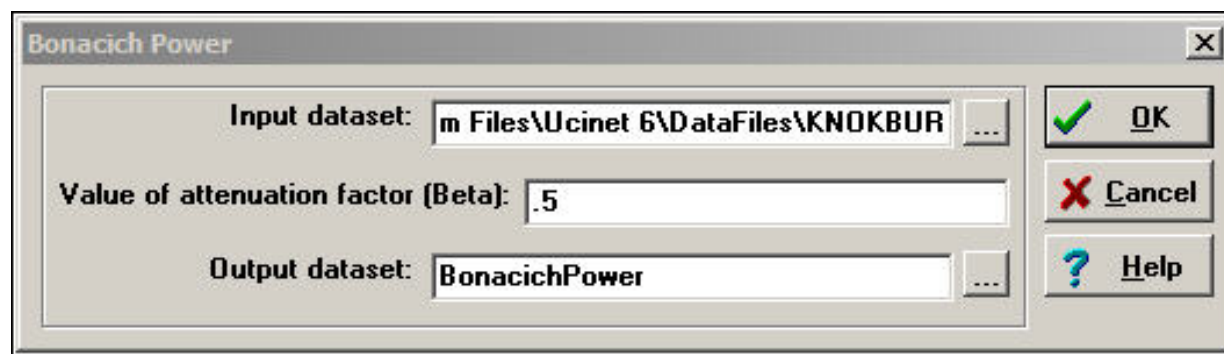 Bonacich Power
Input dataset: m Files\Ucinet 6\DataFiles\KNOKBUR ...
Value of attenuation factor (Beta): .5
Output dataset: BonacichPower ...
OK
Cancel
Help